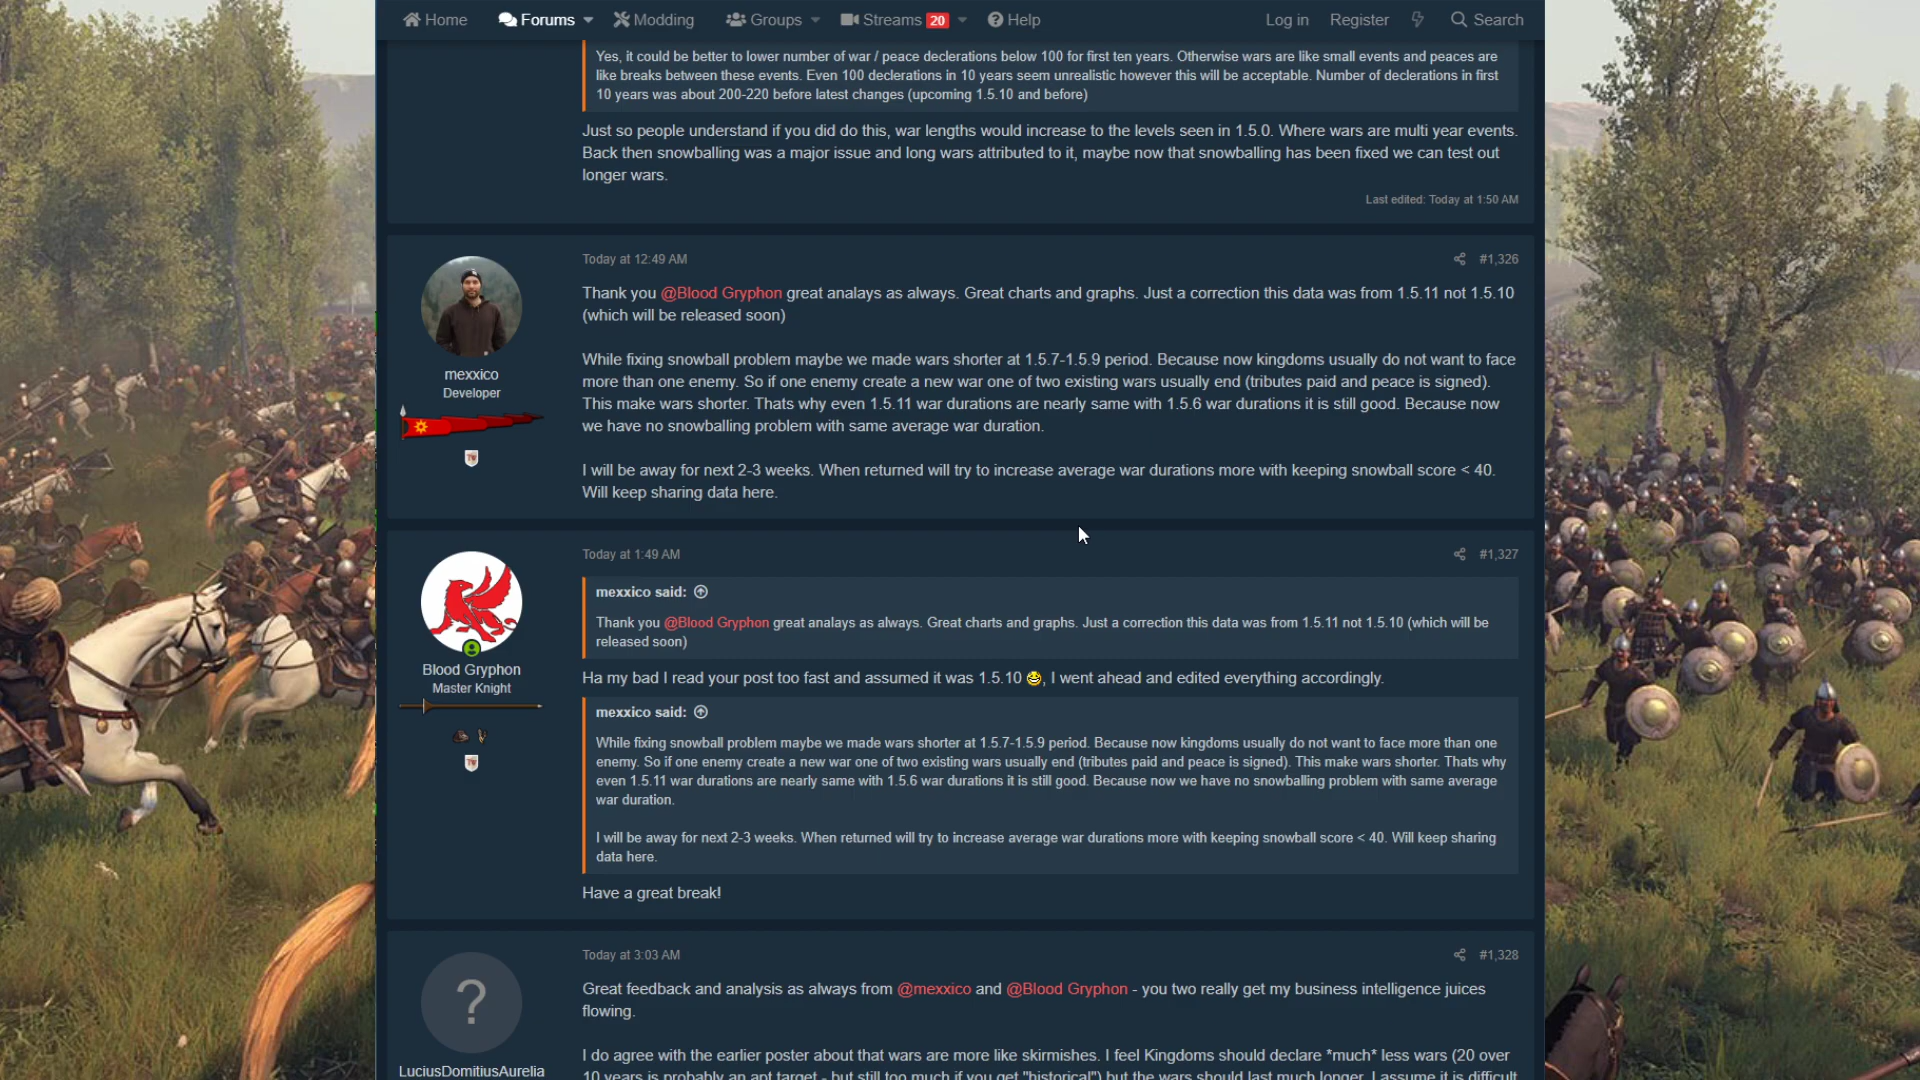 Home Forums Modding Groups Streams 20 Help Log in Register Search
Yes, it could be better to lower number of war / peace declerations below 100 for first ten years. Otherwise wars are like small events and peaces are
like breaks between these events. Even 100 declerations in 10 years seem unrealistic however this will be acceptable. Number of declerations in first
10 years was about 200-220 before latest changes (upcoming 1.5.10 and before)
Just so people understand if you did do this, war lengths would increase to the levels seen in 1.5.0. Where wars are multi year events.
Back then snowballing was a major issue and long wars attributed to it, maybe now that snowballing has been fixed we can test out
longer wars.
Last edited: Today at 1:50 AM
mexxico
Developer
Today at 12:49 AM #1,326
Thank you @Blood Gryphon great analays as always. Great charts and graphs. Just a correction this data was from 1.5.11 not 1.5.10
(which will be released soon)
While fixing snowball problem maybe we made wars shorter at 1.5.7-1.5.9 period. Because now kingdoms usually do not want to face
more than one enemy. So if one enemy create a new war one of two existing wars usually end (tributes paid and peace is signed).
This make wars shorter. Thats why even 1.5.11 war durations are nearly same with 1.5.6 war durations it is still good. Because now
we have no snowballing problem with same average war duration.
I will be away for next 2-3 weeks. When returned will try to increase average war durations more with keeping snowball score < 40.
Will keep sharing data here.
Blood Gryphon
Master Knight
Today at 1:49 AM #1,327
mexxico said:
Thank you @Blood Gryphon great analays as always. Great charts and graphs. Just a correction this data was from 1.5.11 not 1.5.10 (which will be
released soon)
Ha my bad I read your post too fast and assumed it was 1.5.10 😂, I went ahead and edited everything accordingly.
mexxico said:
While fixing snowball problem maybe we made wars shorter at 1.5.7-1.5.9 period. Because now kingdoms usually do not want to face more than one
enemy. So if one enemy create a new war one of two existing wars usually end (tributes paid and peace is signed). This make wars shorter. Thats why
even 1.5.11 war durations are nearly same with 1.5.6 war durations it is still good. Because now we have no snowballing problem with same average
war duration.
I will be away for next 2-3 weeks. When returned will try to increase average war durations more with keeping snowball score < 40. Will keep sharing
data here.
Have a great break!
?
LuciusDomitiusAurelia
Today at 3:03 AM #1,328
Great feedback and analysis as always from @mexxico and @Blood Gryphon - you two really get my business intelligence juices
flowing.
I do agree with the earlier poster about that wars are more like skirmishes. I feel Kingdoms should declare *much* less wars (20 over
10 years is probably an apt target - but still too much if you get "historical") but the wars should last much longer. I assume it is difficult